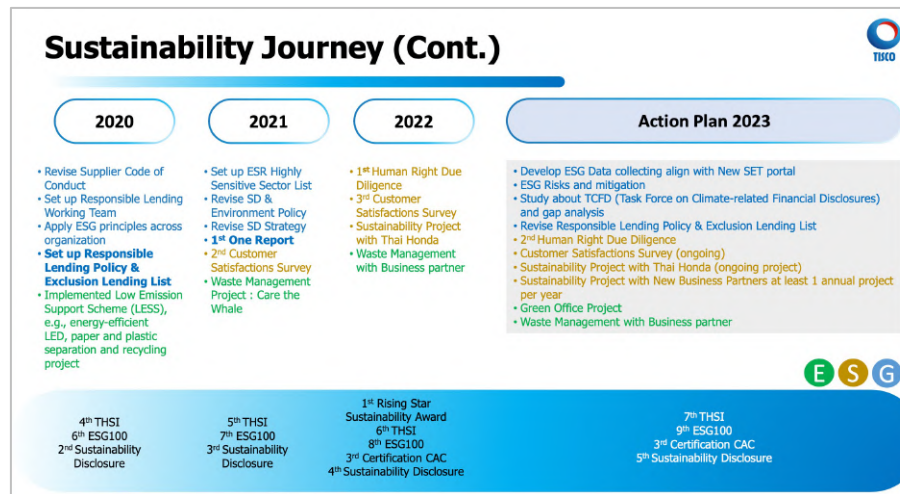 Sustainability Journey (Cont.)
TISCO
2020
2021
2022
Action Plan 2023
• Revise Supplier Code of
Conduct
• Set up Responsible Lending
Working Team
• Apply ESG principles across
organization
• Set up Responsible
Lending Policy &
Exclusion Lending List
• Implemented Low Emission
Support Scheme (LESS),
e.g., energy-efficient
LED, paper and plastic
separation and recycling
project
• Set up ESR Highly
Sensitive Sector List
• Revise SD &
Environment Policy
• Revise SD Strategy
• 1st One Report
• 2nd Customer
Satisfactions Survey
• Waste Management
Project : Care the
Whale
• 1st Human Right Due
Diligence
• 3rd Customer
Satisfactions Survey
• Sustainability Project
with Thai Honda
• Waste Management
with Business partner
• Develop ESG Data collecting align with New SET portal
• ESG Risks and mitigation
• Study about TCFD (Task Force on Climate-related Financial Disclosures)
and gap analysis
• Revise Responsible Lending Policy & Exclusion Lending List
• 2nd Human Right Due Diligence
• Customer Satisfactions Survey (ongoing)
• Sustainability Project with Thai Honda (ongoing project)
• Sustainability Project with New Business Partners at least 1 annual project
per year
• Green Office Project
• Waste Management with Business partner
E S G
4th THSI
6th ESG100
2nd Sustainability
Disclosure
5th THSI
7th ESG100
3rd Sustainability
Disclosure
1st Rising Star
Sustainability Award
6th THSI
8th ESG100
3rd Certification CAC
4th Sustainability Disclosure
7th THSI
9th ESG100
3rd Certification CAC
5th Sustainability Disclosure